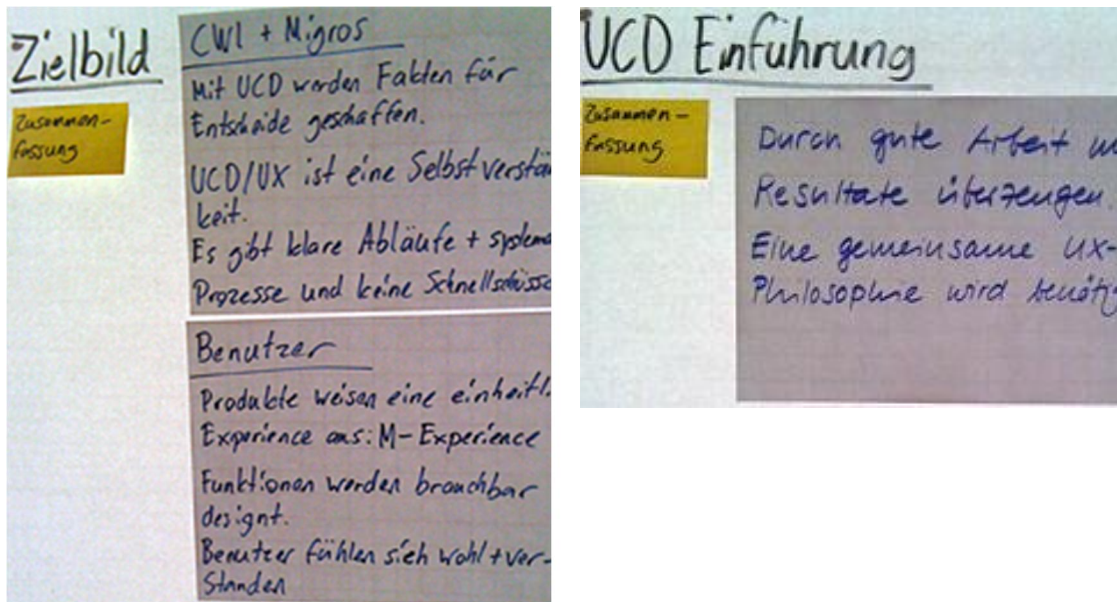 Zielbild
Zusammen-
fassung
CWI + Migros
Mit UCD werden Fakten für
Entscheide geschaffen.
UCD/UX ist eine Selbstverstän
keit.
Es gibt klare Abläufe + systema
Prozesse und keine Schnellschüsse
Benutzer
Produkte weisen eine einheitl.
Experience aus: M-Experience
Funktionen werden brauchbar
designt.
Benutzer fühlen sich wohl + ver-
standen
UCD Einführung
Zusammen-
fassung
Durch gute Arbeit un
Resultate überzeugen.
Eine gemeinsame UX-
Philosophie wird benötig